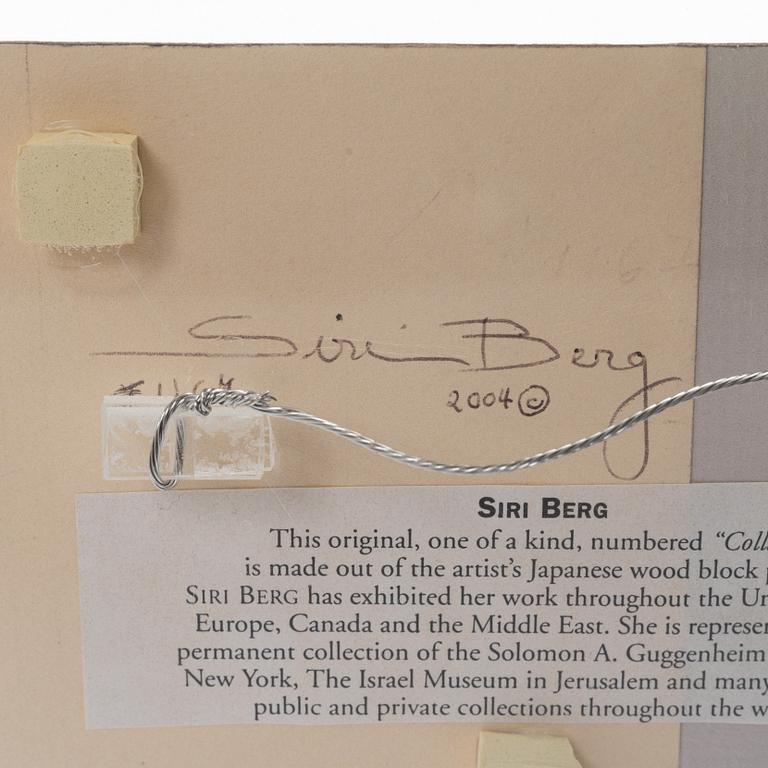 Siri Berg
2004 ©
SIRI BERG
This original, one of a kind, numbered “Coll
is made out of the artist’s Japanese wood block
SIRI BERG has exhibited her work throughout the Un
Europe, Canada and the Middle East. She is represe
permanent collection of the Solomon A. Guggenheim
New York, The Israel Museum in Jerusalem and many
public and private collections throughout the w